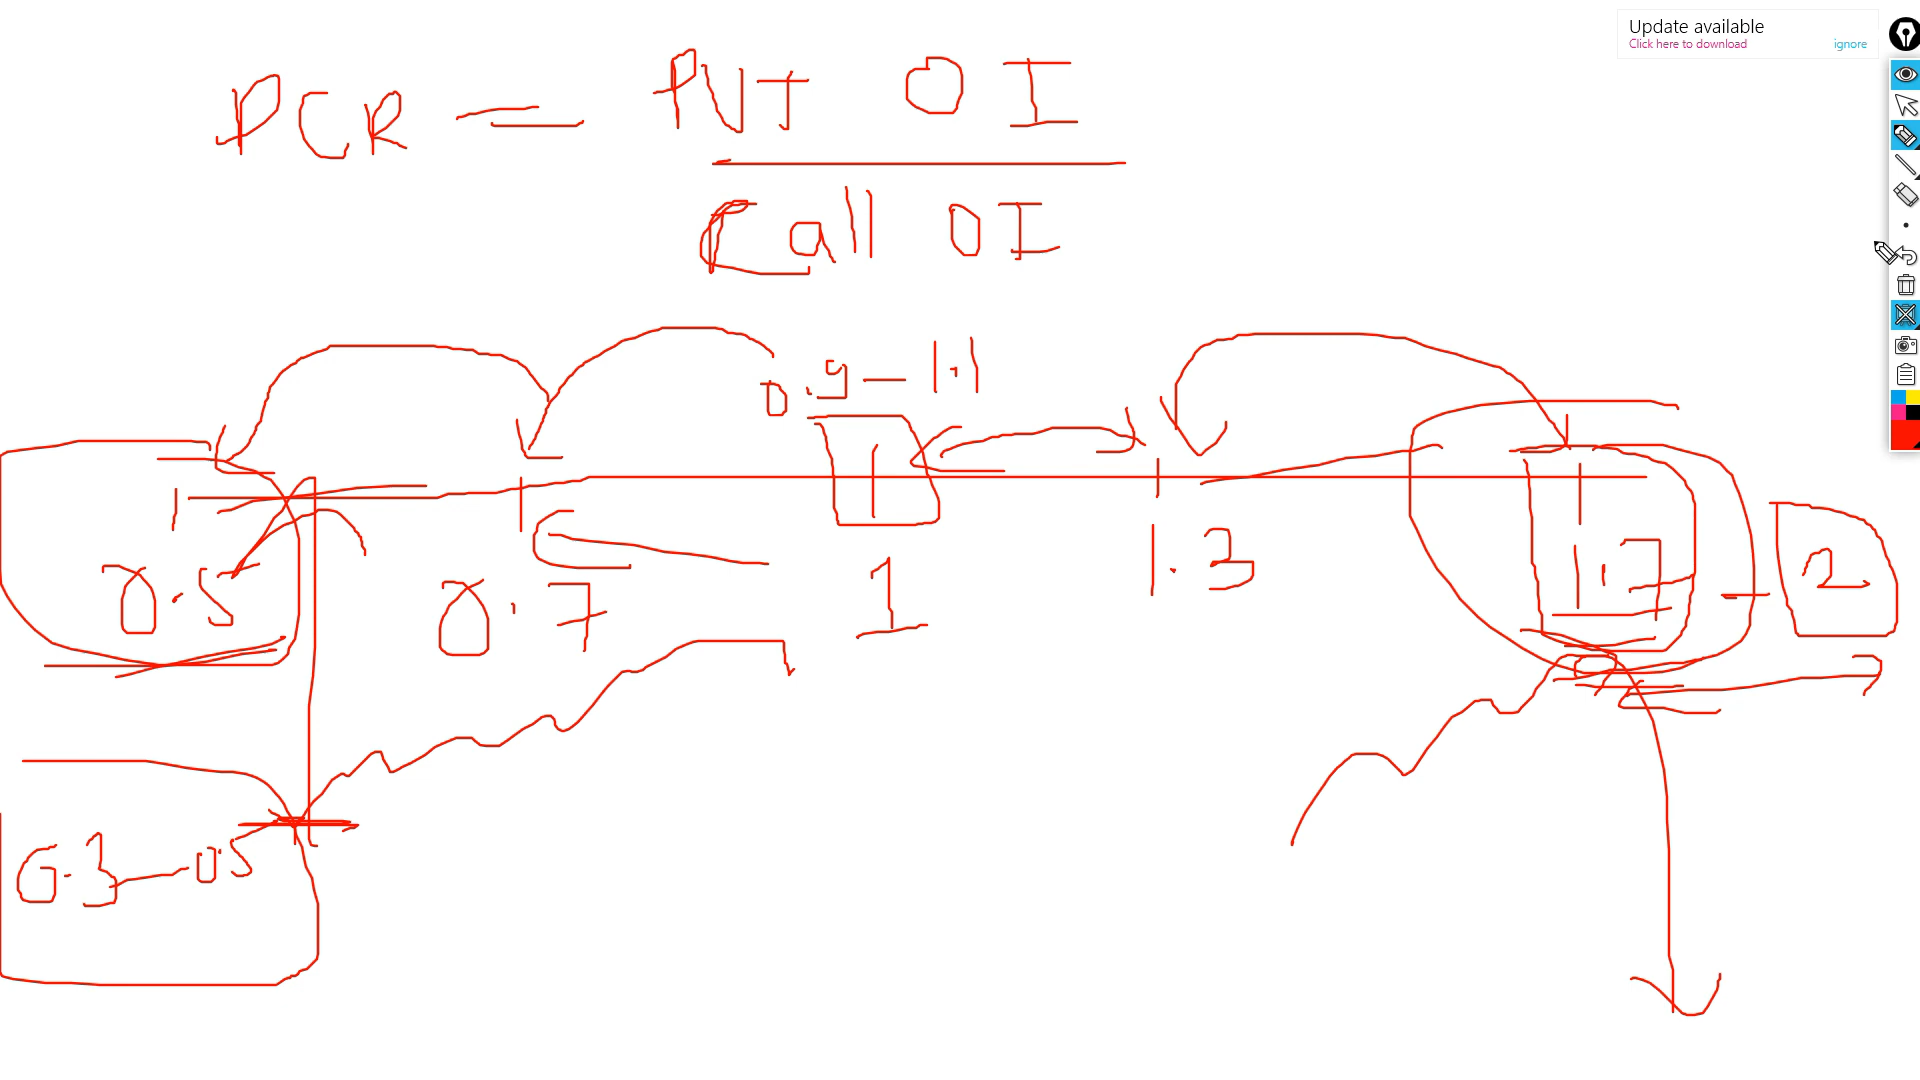 Update available
Click here to download ignore
PCR = PUT OI
Call OI
0.9 - 1.1
0.5 0.7 1 1.3 1.7 - 2
0.3 - 0.5